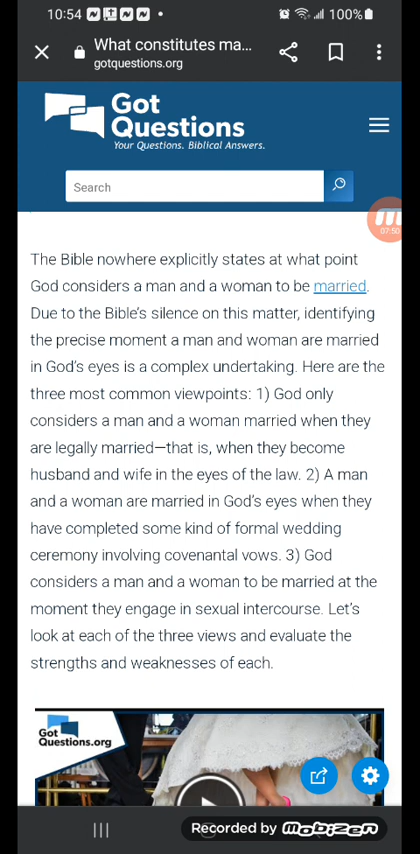 10:54
100%
What constitutes ma...
gotquestions.org
Got
Questions
Your Questions. Biblical Answers.
Search
07:50
The Bible nowhere explicitly states at what point
God considers a man and a woman to be married.
Due to the Bible's silence on this matter, identifying
the precise moment a man and woman are married
in God's eyes is a complex undertaking. Here are the
three most common viewpoints: 1) God only
considers a man and a woman married when they
are legally married—that is, when they become
husband and wife in the eyes of the law. 2) A man
and a woman are married in God's eyes when they
have completed some kind of formal wedding
ceremony involving covenantal vows. 3) God
considers a man and a woman to be married at the
moment they engage in sexual intercourse. Let's
look at each of the three views and evaluate the
strengths and weaknesses of each.
Got
Questions.org
Recorded by mobizen